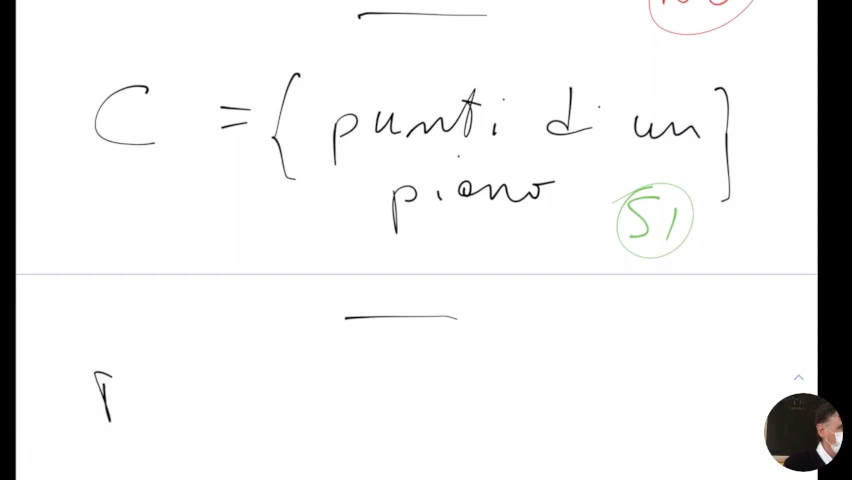 C = { punti di un }
piano
SI